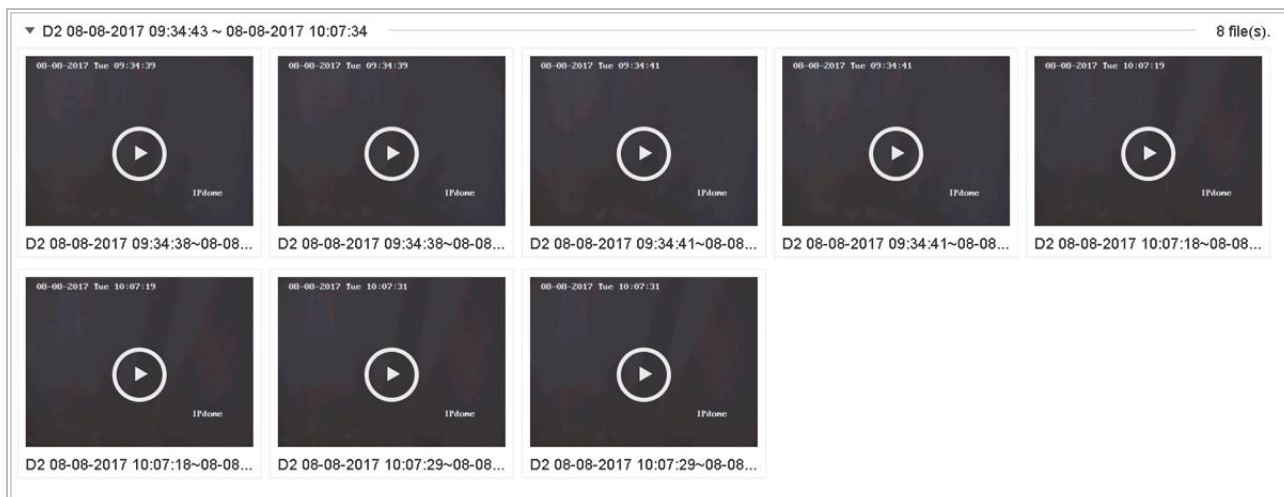 D2 08-08-2017 09:34:43 ~ 08-08-2017 10:07:34 8 file(s).
08-08-2017 Tue 09:34:39
IPdome
D2 08-08-2017 09:34:38~08-08...
08-08-2017 Tue 09:34:39
IPdome
D2 08-08-2017 09:34:38~08-08...
08-08-2017 Tue 09:34:41
IPdome
D2 08-08-2017 09:34:41~08-08...
08-08-2017 Tue 09:34:41
IPdome
D2 08-08-2017 09:34:41~08-08...
08-08-2017 Tue 10:07:19
IPdome
D2 08-08-2017 10:07:18~08-08...
08-08-2017 Tue 10:07:19
IPdome
D2 08-08-2017 10:07:18~08-08...
08-08-2017 Tue 10:07:31
IPdome
D2 08-08-2017 10:07:29~08-08...
08-08-2017 Tue 10:07:31
IPdome
D2 08-08-2017 10:07:29~08-08...